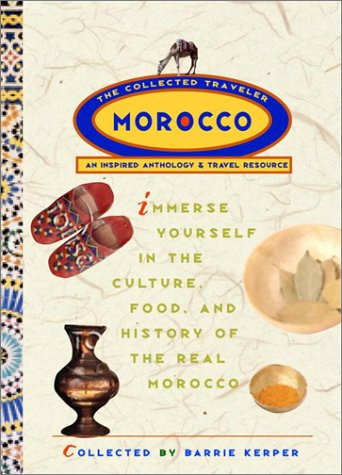 THE COLLECTED TRAVELER
MOROCCO
AN INSPIRED ANTHOLOGY & TRAVEL RESOURCE
iMMERSE
YOURSELF
IN THE
CULTURE,
FOOD, AND
HISTORY OF
THE REAL
MOROCCO
COLLECTED BY BARRIE KERPER